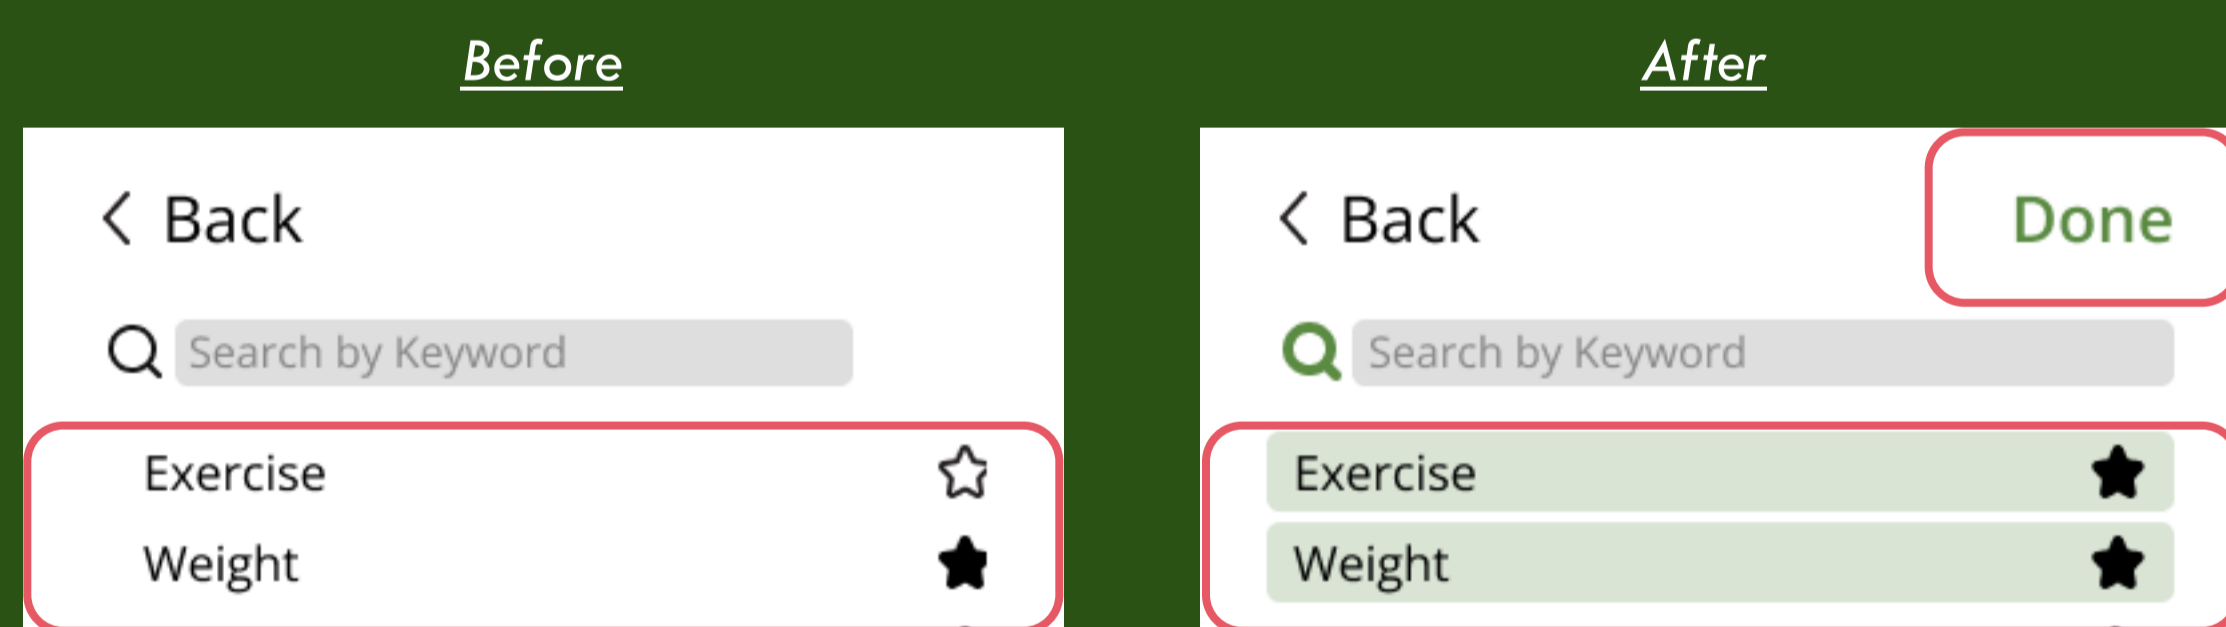 Before
After
Back
Search by Keyword
Exercise
Weight
Back
Done
Search by Keyword
Exercise
Weight